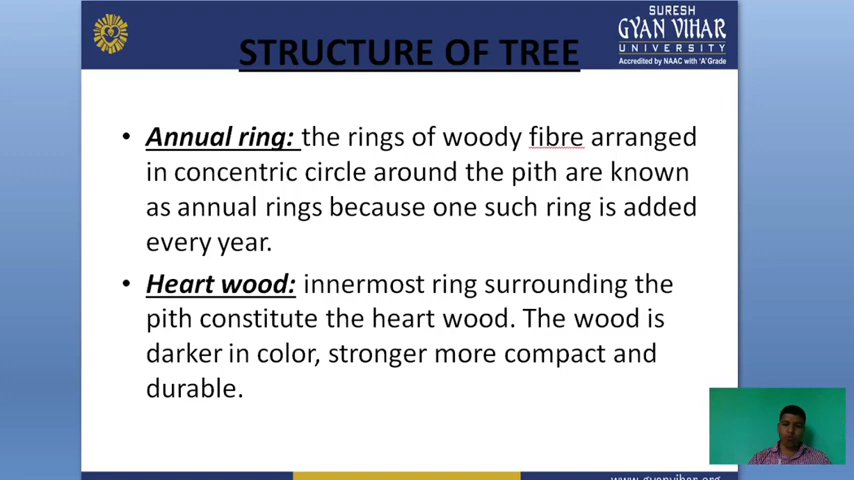 SURESH
GYAN VIHAR
UNIVERSITY
Accredited by NAAC with 'A' Grade
STRUCTURE OF TREE
• Annual ring: the rings of woody fibre arranged
in concentric circle around the pith are known
as annual rings because one such ring is added
every year.
• Heart wood: innermost ring surrounding the
pith constitute the heart wood. The wood is
darker in color, stronger more compact and
durable.
www.gyanvihar.org